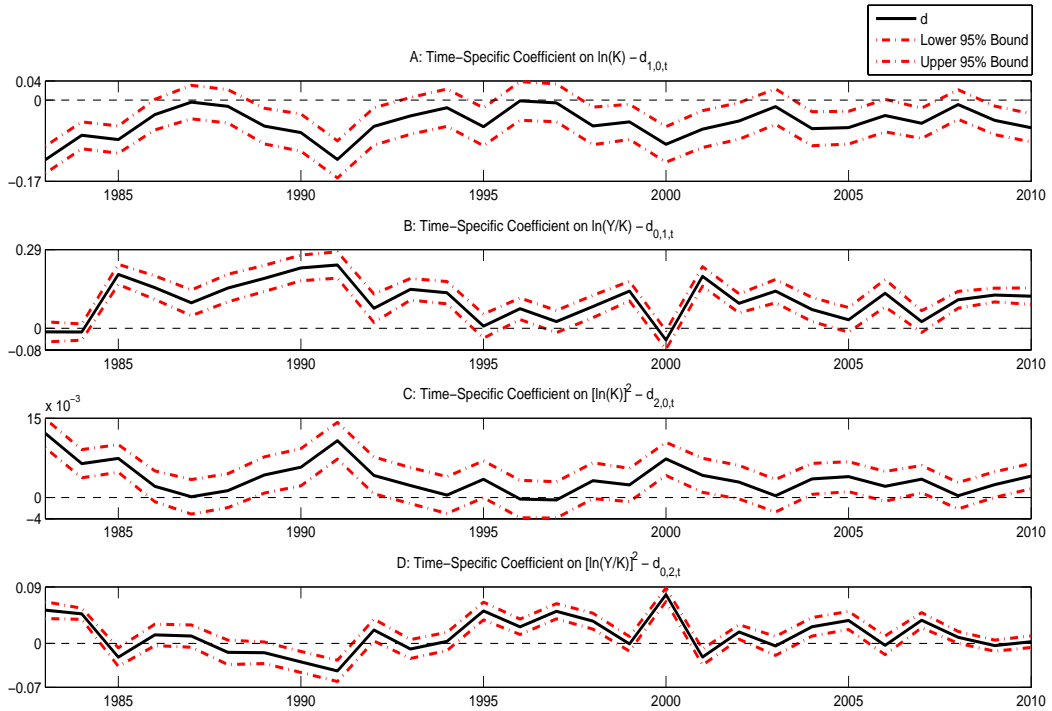 d
Lower 95% Bound
Upper 95% Bound
A: Time−Specific Coefficient on ln(K) − d1,0,t
0.04
0
−0.17
1985 1990 1995 2000 2005 2010
B: Time−Specific Coefficient on ln(Y/K) − d0,1,t
0.29
0
−0.08
1985 1990 1995 2000 2005 2010
C: Time−Specific Coefficient on [ln(K)]2 − d2,0,t
x 10−3
15
0
−4
1985 1990 1995 2000 2005 2010
D: Time−Specific Coefficient on [ln(Y/K)]2 − d0,2,t
0.09
0
−0.07
1985 1990 1995 2000 2005 2010